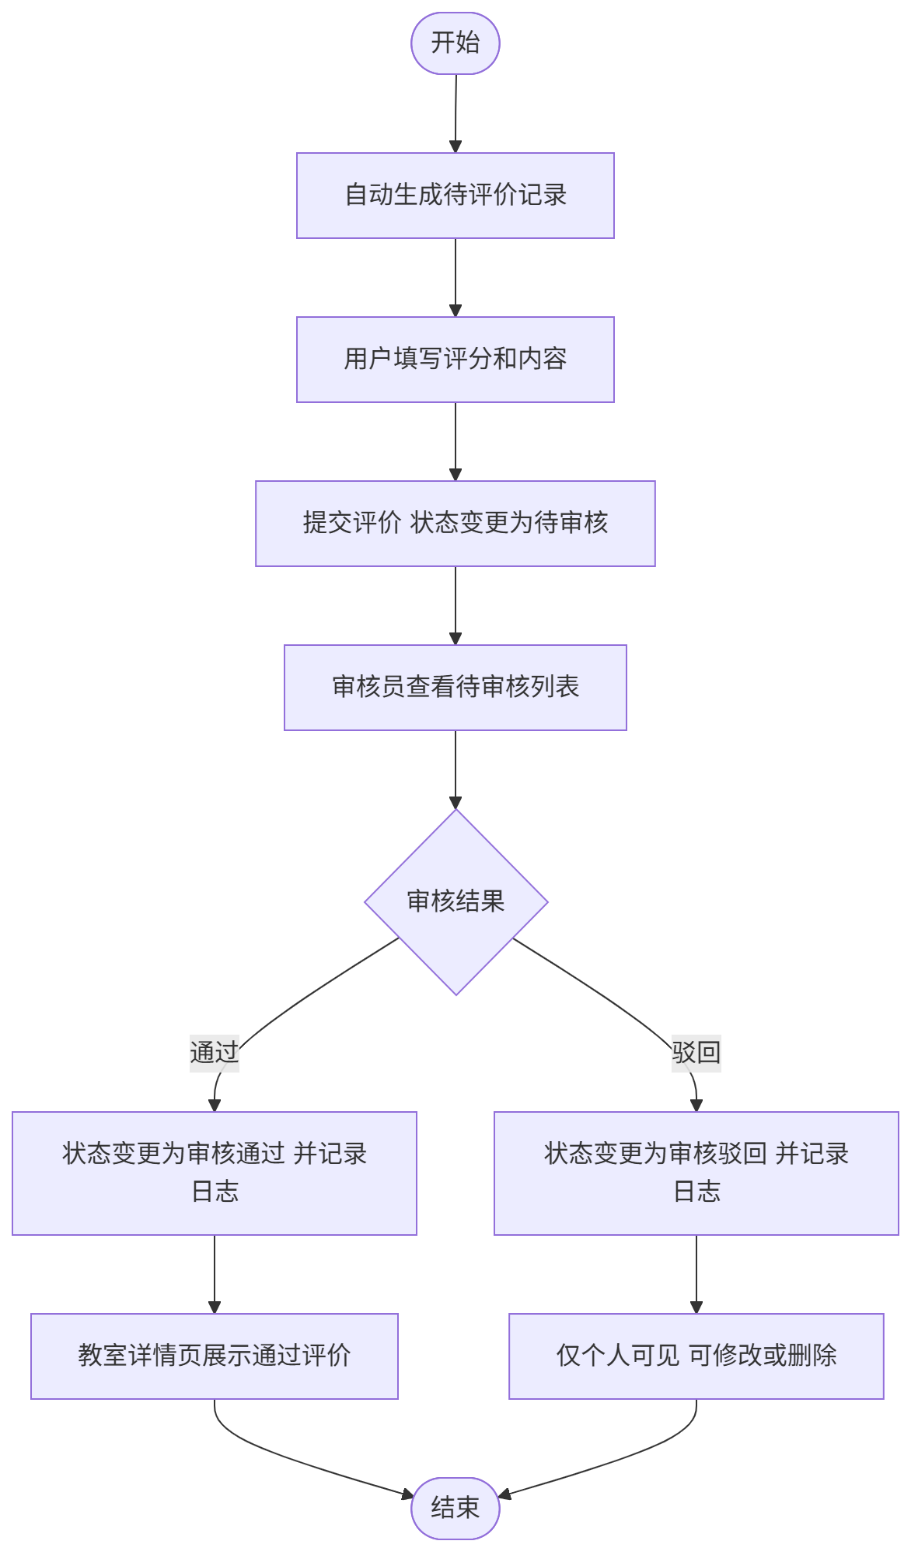 开始
自动生成待评价记录
用户填写评分和内容
提交评价 状态变更为待审核
审核员查看待审核列表
审核结果
通过
驳回
状态变更为审核通过 并记录
日志
状态变更为审核驳回 并记录
日志
教室详情页展示通过评价
仅个人可见 可修改或删除
结束